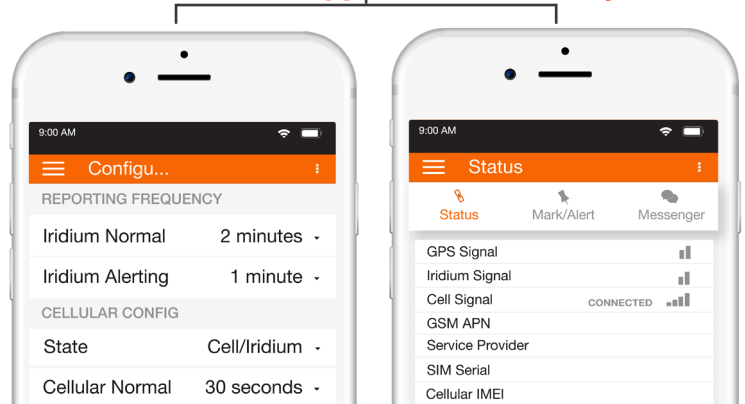 9:00 AM
Configu...
REPORTING FREQUENCY
Iridium Normal 2 minutes
Iridium Alerting 1 minute
CELLULAR CONFIG
State Cell/Iridium
Cellular Normal 30 seconds
9:00 AM
Status
Status Mark/Alert Messenger
GPS Signal
Iridium Signal
Cell Signal CONNECTED
GSM APN
Service Provider
SIM Serial
Cellular IMEI